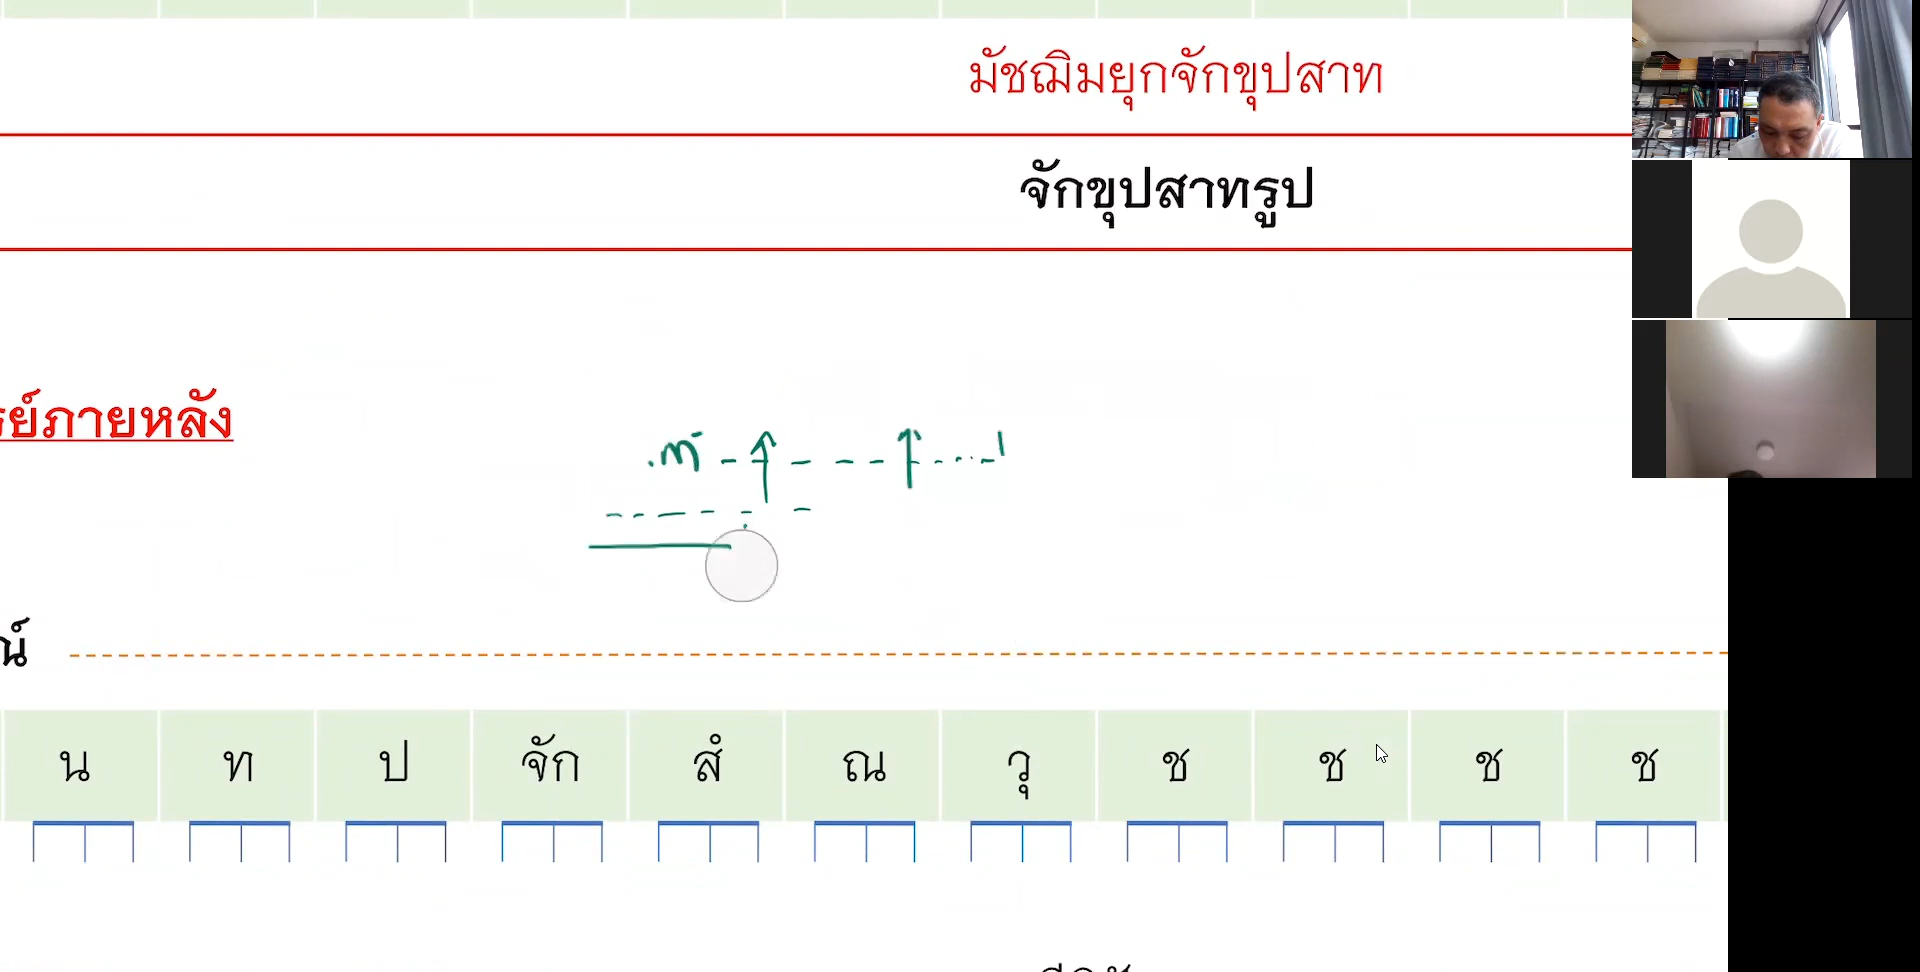 มัชฌิมยุกจักขุปสาท
จักขุปสาทรูป
รย์ภายหลัง
ณ์
น ท ป จัก สํ ณ วุ ช ช ช ช